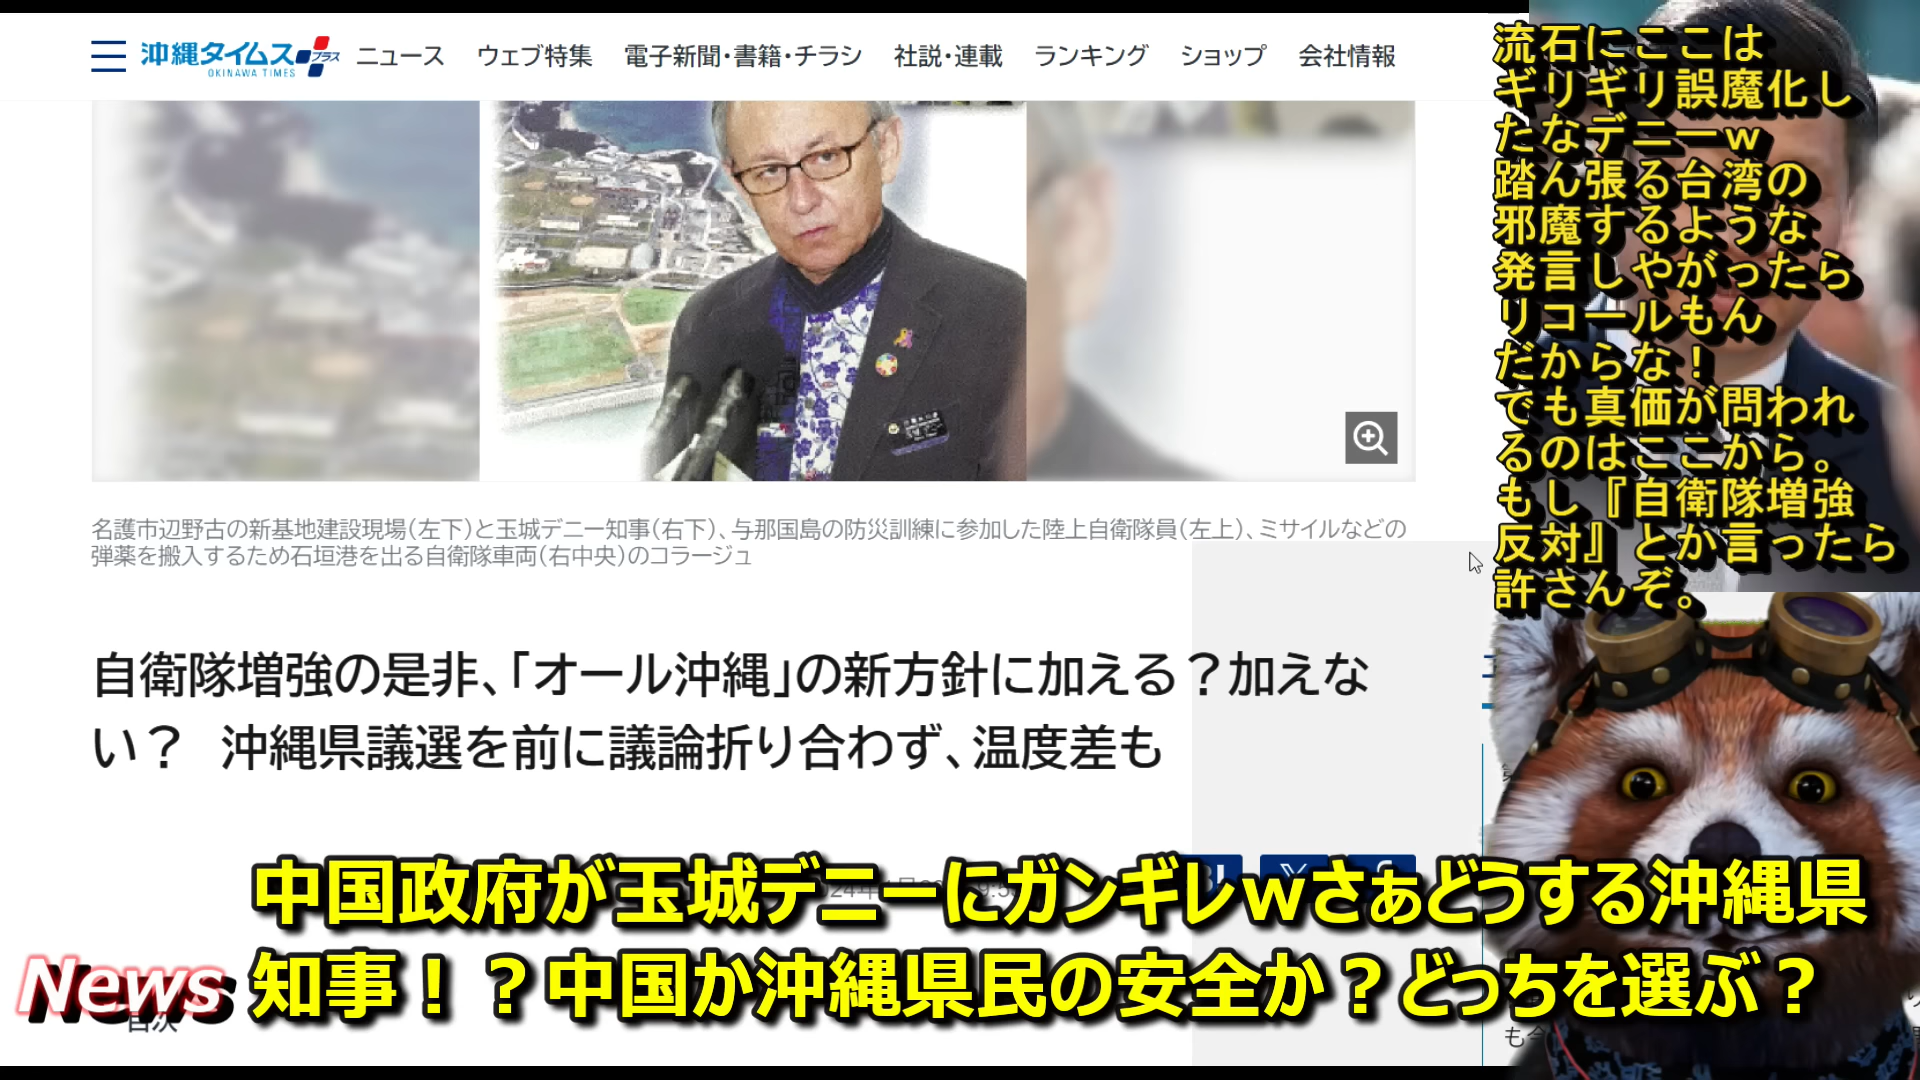 沖縄タイムス プラス
OKINAWA TIMES
ニュース ウェブ特集 電子新聞・書籍・チラシ 社説・連載 ランキング ショップ 会社情報
名護市辺野古の新基地建設現場（左下）と玉城デニー知事（右下）、与那国島の防災訓練に参加した陸上自衛隊員（左上）、ミサイルなどの
弾薬を搬入するため石垣港を出る自衛隊車両（右中央）のコラージュ
自衛隊増強の是非、「オール沖縄」の新方針に加える？加えな
い？　沖縄県議選を前に議論折り合わず、温度差も
流石にここは
ギリギリ誤魔化し
たなデニーｗ
踏ん張る台湾の
邪魔するような
発言しやがったら
リコールもん
だからな！
でも真価が問われ
るのはここから。
もし『自衛隊増強
反対』とか言ったら
許さんぞ。
中国政府が玉城デニーにガンギレwさぁどうする沖縄県
知事！？中国か沖縄県民の安全か？どっちを選ぶ？
News
目次
も今